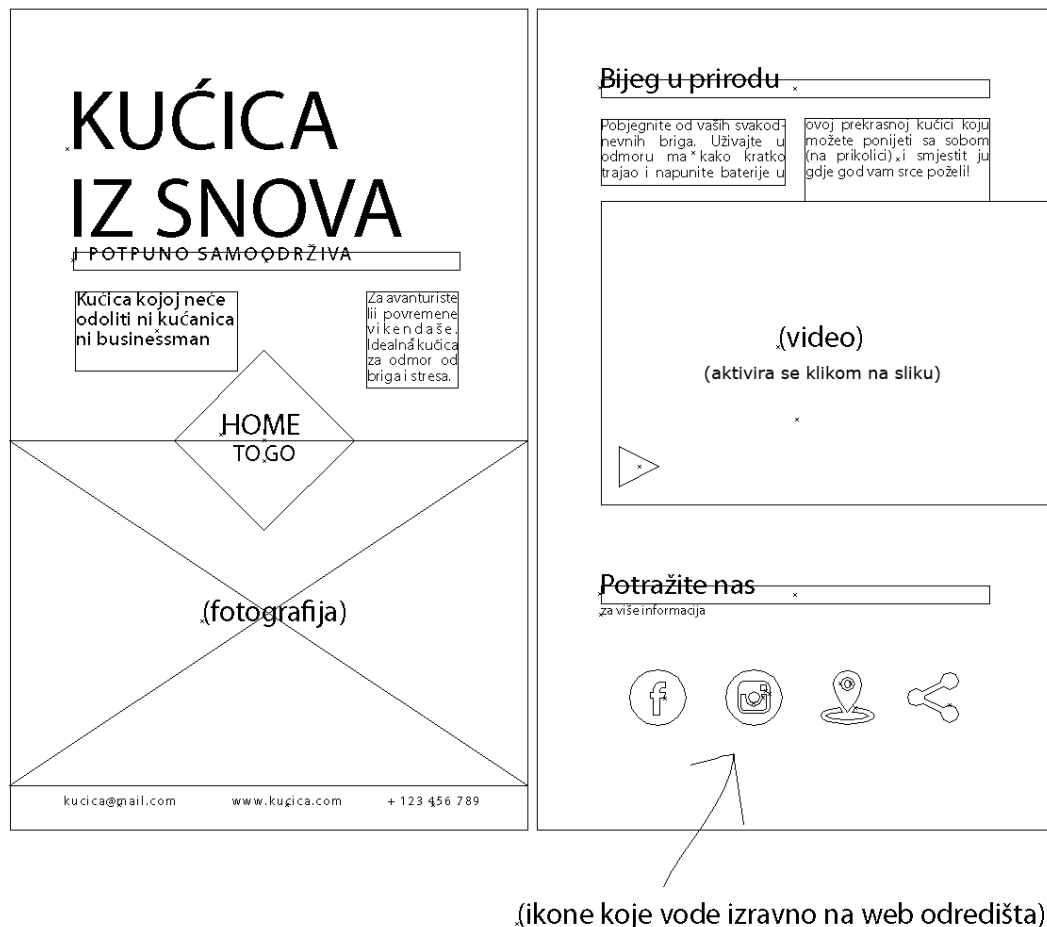 KUĆICA
IZ SNOVA
I POTPUNO SAMOODRŽIVA
Kućica kojoj neće
odoliti ni kućanica
ni businessman
Za avanturiste
lii povremene
vikendaše.
Idealna kućica
za odmor od
briga i stresa.
HOME
TO GO
(fotografija)
kucica@mail.com
www.kucica.com
+ 123 456 789
Bijeg u prirodu
Pobjegnite od vaših svakod-
nevnih briga. Uživajte u
odmoru ma kako kratko
trajao i napunite baterije u
ovoj prekrasnoj kućici koju
možete ponijeti sa sobom
(na prikolici) i smjestit ju
gdje god vam srce poželi!
(video)
(aktivira se klikom na sliku)
Potražite nas
za više informacija
(ikone koje vode izravno na web odredišta)